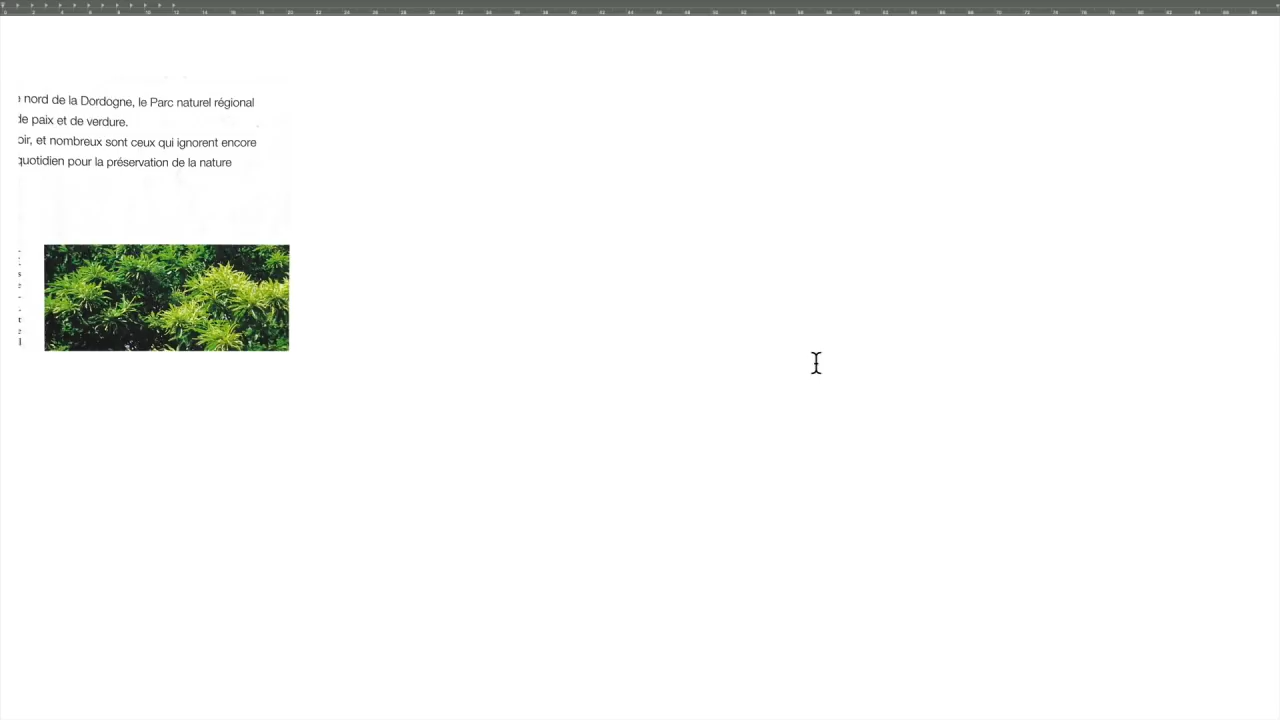 nord de la Dordogne, le Parc naturel régional
de paix et de verdure.
oir, et nombreux sont ceux qui ignorent encore
quotidien pour la préservation de la nature
-
s
e
-
.
t
e
l